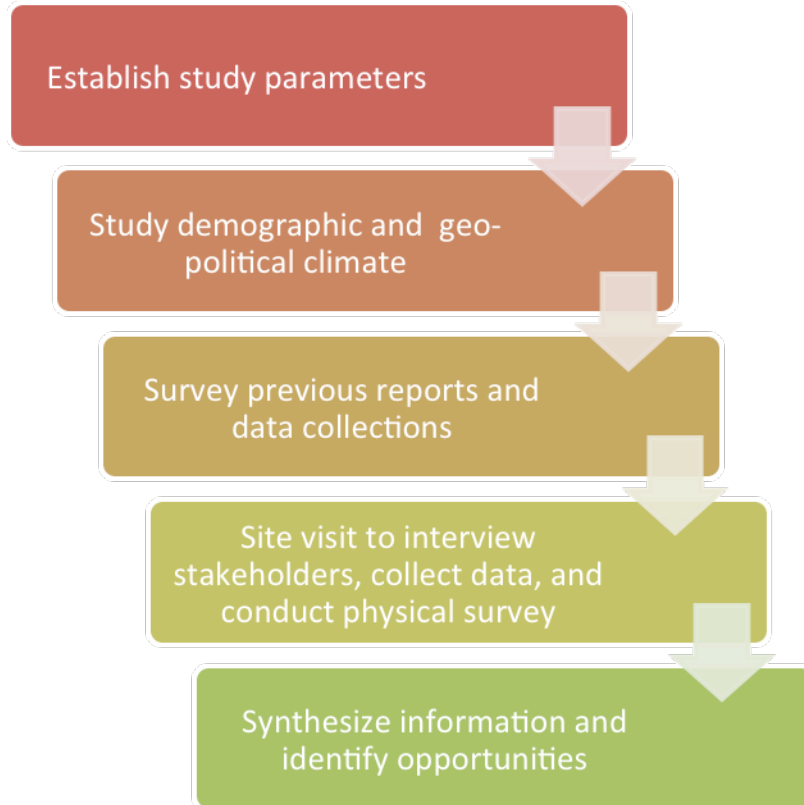 Establish study parameters
Study demographic and  geo-
political climate
Survey previous reports and
data collections
Site visit to interview
stakeholders, collect data, and
conduct physical survey
Synthesize information and
identify opportunities